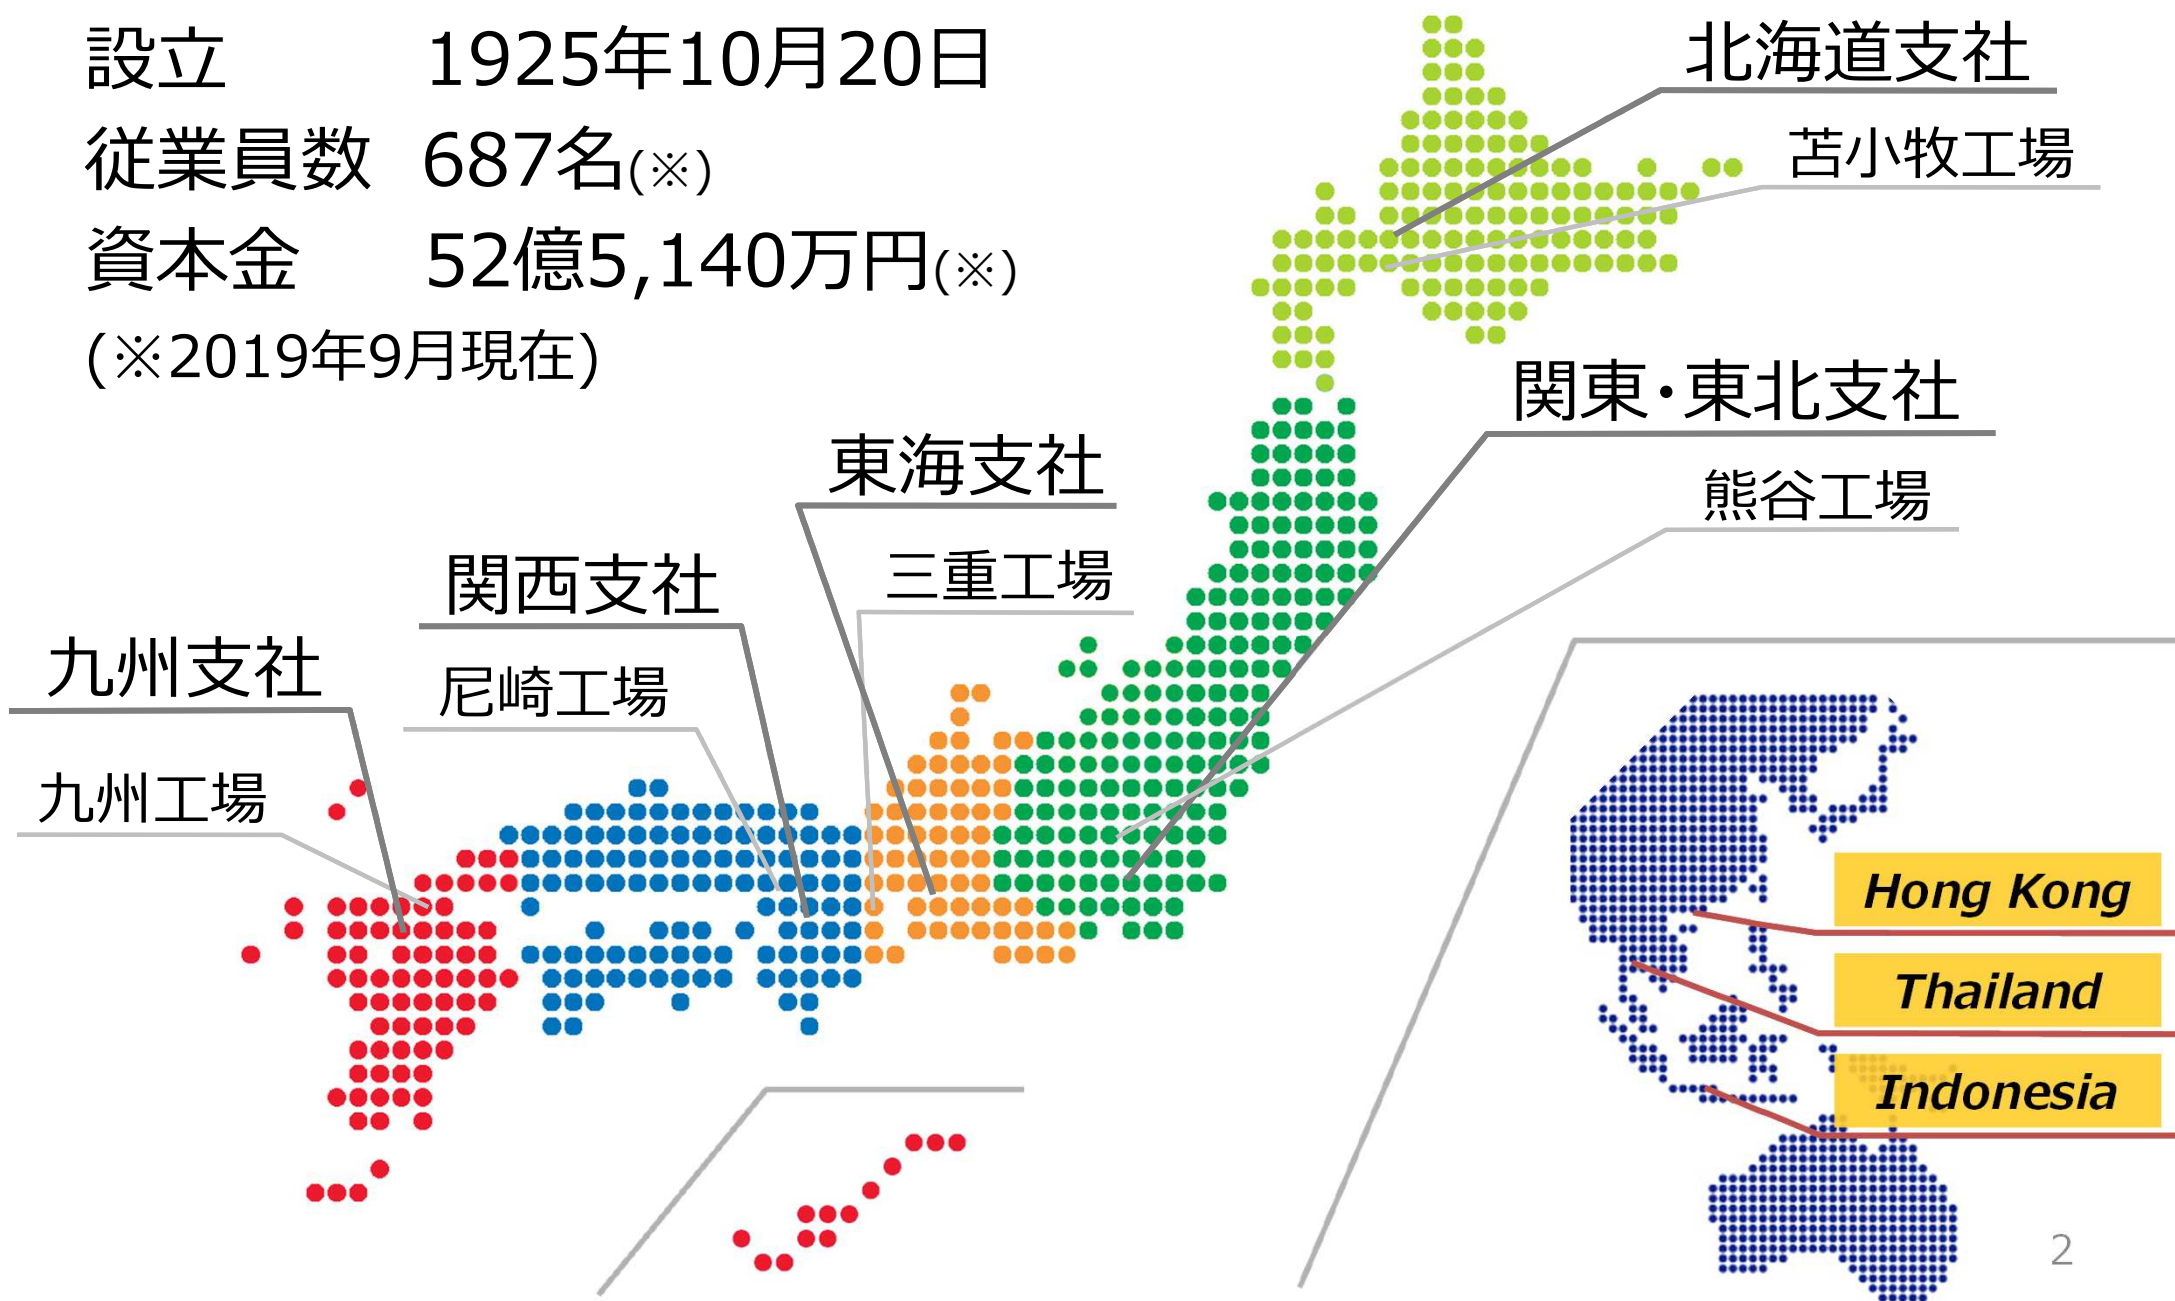 設立 1925年10月20日
従業員数 687名(※)
資本金 52億5,140万円(※)
(※2019年9月現在)
北海道支社
苫小牧工場
関東・東北支社
熊谷工場
東海支社
三重工場
関西支社
尼崎工場
九州支社
九州工場
Hong Kong
Thailand
Indonesia
2